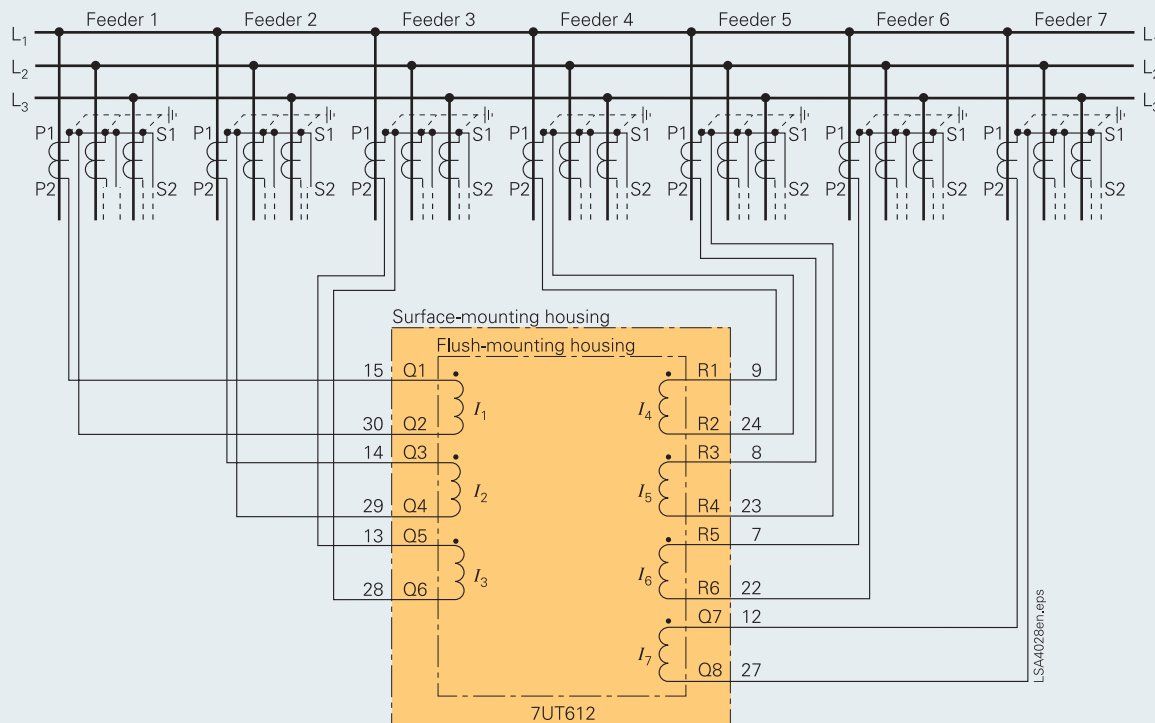 Feeder 1 Feeder 2 Feeder 3 Feeder 4 Feeder 5 Feeder 6 Feeder 7
L1
L2 L2
L3 L3
P1 S1 P1 S1 P1 S1 P1 S1 P1 S1 P1 S1 P1 S1
P2 S2 P2 S2 P2 S2 P2 S2 P2 S2 P2 S2 P2 S2
Surface-mounting housing
Flush-mounting housing
15 Q1 R1 9
I1 I4
30 Q2 R2 24
14 Q3 R3 8
I2 I5
29 Q4 R4 23
13 Q5 R5 7
I3 I6
28 Q6 R6 22
Q7 12
I7
Q8 27
7UT612
LSA4028en.eps